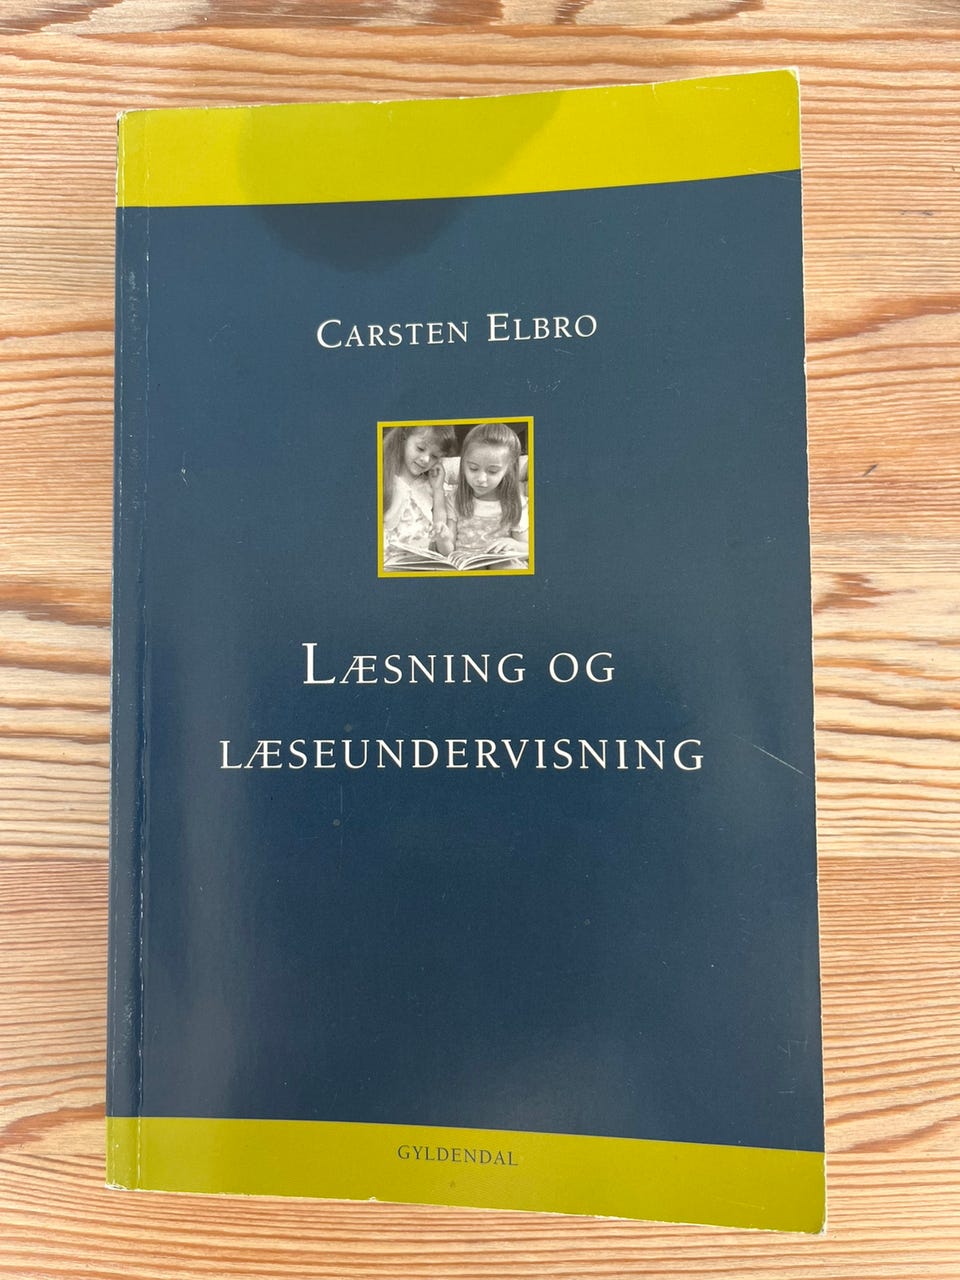 CARSTEN ELBRO
LÆSNING OG
LÆSEUNDERVISNING
GYLDENDAL